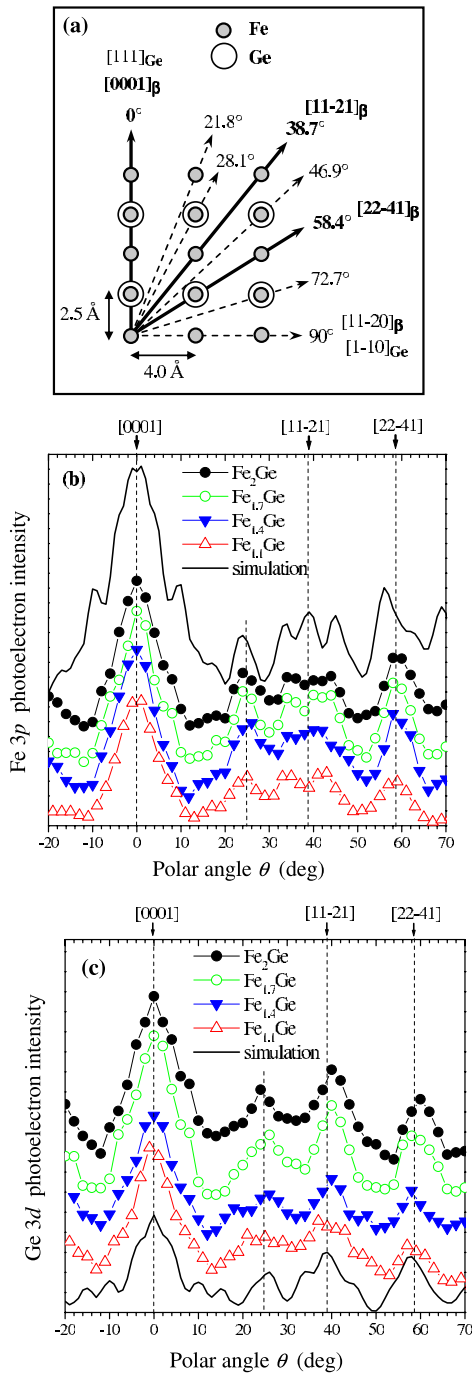 (a)
Fe
Ge
[111]Ge
[0001]β
0°
21.8°
28.1°
[11-21]β
38.7°
46.9°
[22-41]β
58.4°
72.7°
2.5 Å
4.0 Å
90°
[11-20]β
[1-10]Ge
[0001]
[11-21]
[22-41]
(b)
Fe2Ge
Fe1.7Ge
Fe1.4Ge
Fe1.1Ge
simulation
Fe 3p photoelectron intensity
-20 -10 0 10 20 30 40 50 60 70
Polar angle θ (deg)
[0001]
[11-21]
[22-41]
(c)
Fe2Ge
Fe1.7Ge
Fe1.4Ge
Fe1.1Ge
simulation
Ge 3d photoelectron intensity
-20 -10 0 10 20 30 40 50 60 70
Polar angle θ (deg)